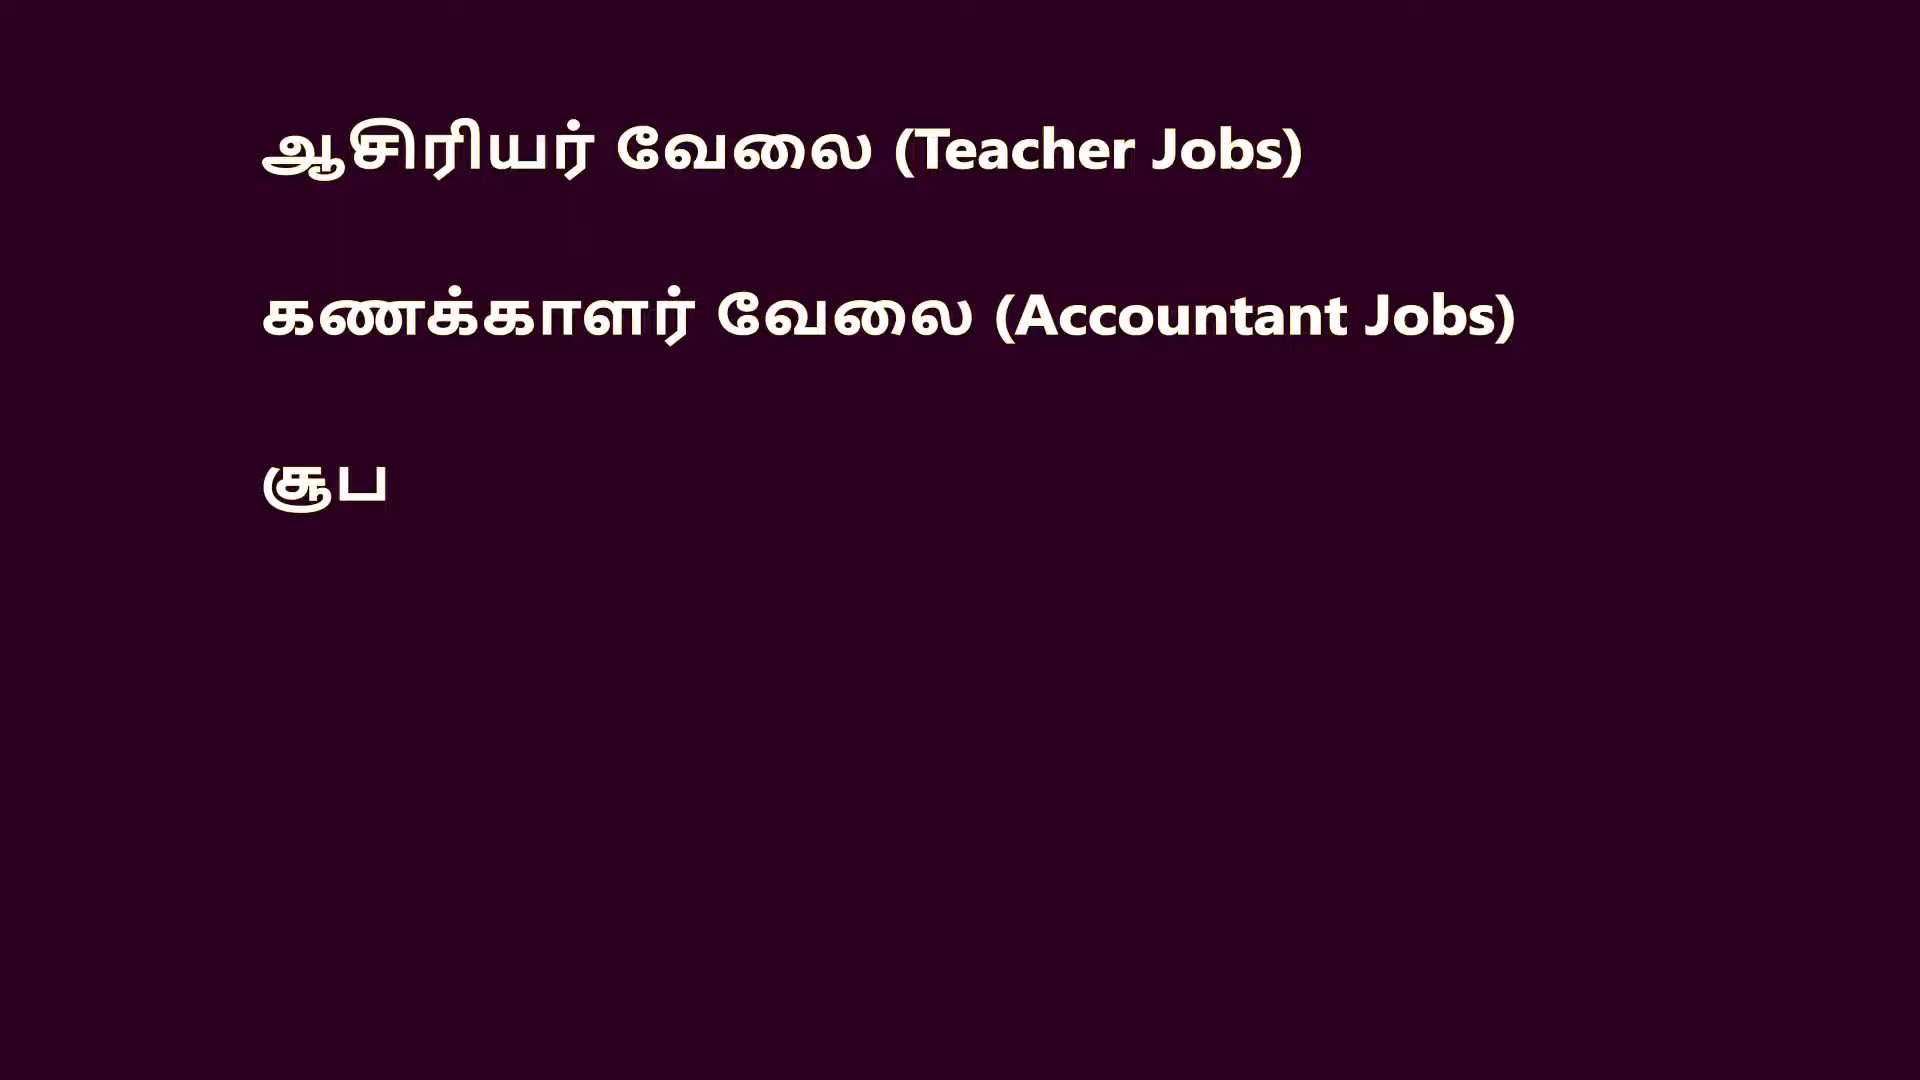 ஆசிரியர் வேலை (Teacher Jobs)
கணக்காளர் வேலை (Accountant Jobs)
சூப